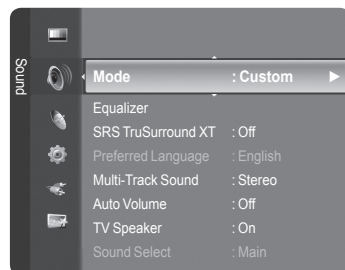 Sound
Mode : Custom
Equalizer
SRS TruSurround XT : Off
Preferred Language : English
Multi-Track Sound : Stereo
Auto Volume : Off
TV Speaker : On
Sound Select : Main